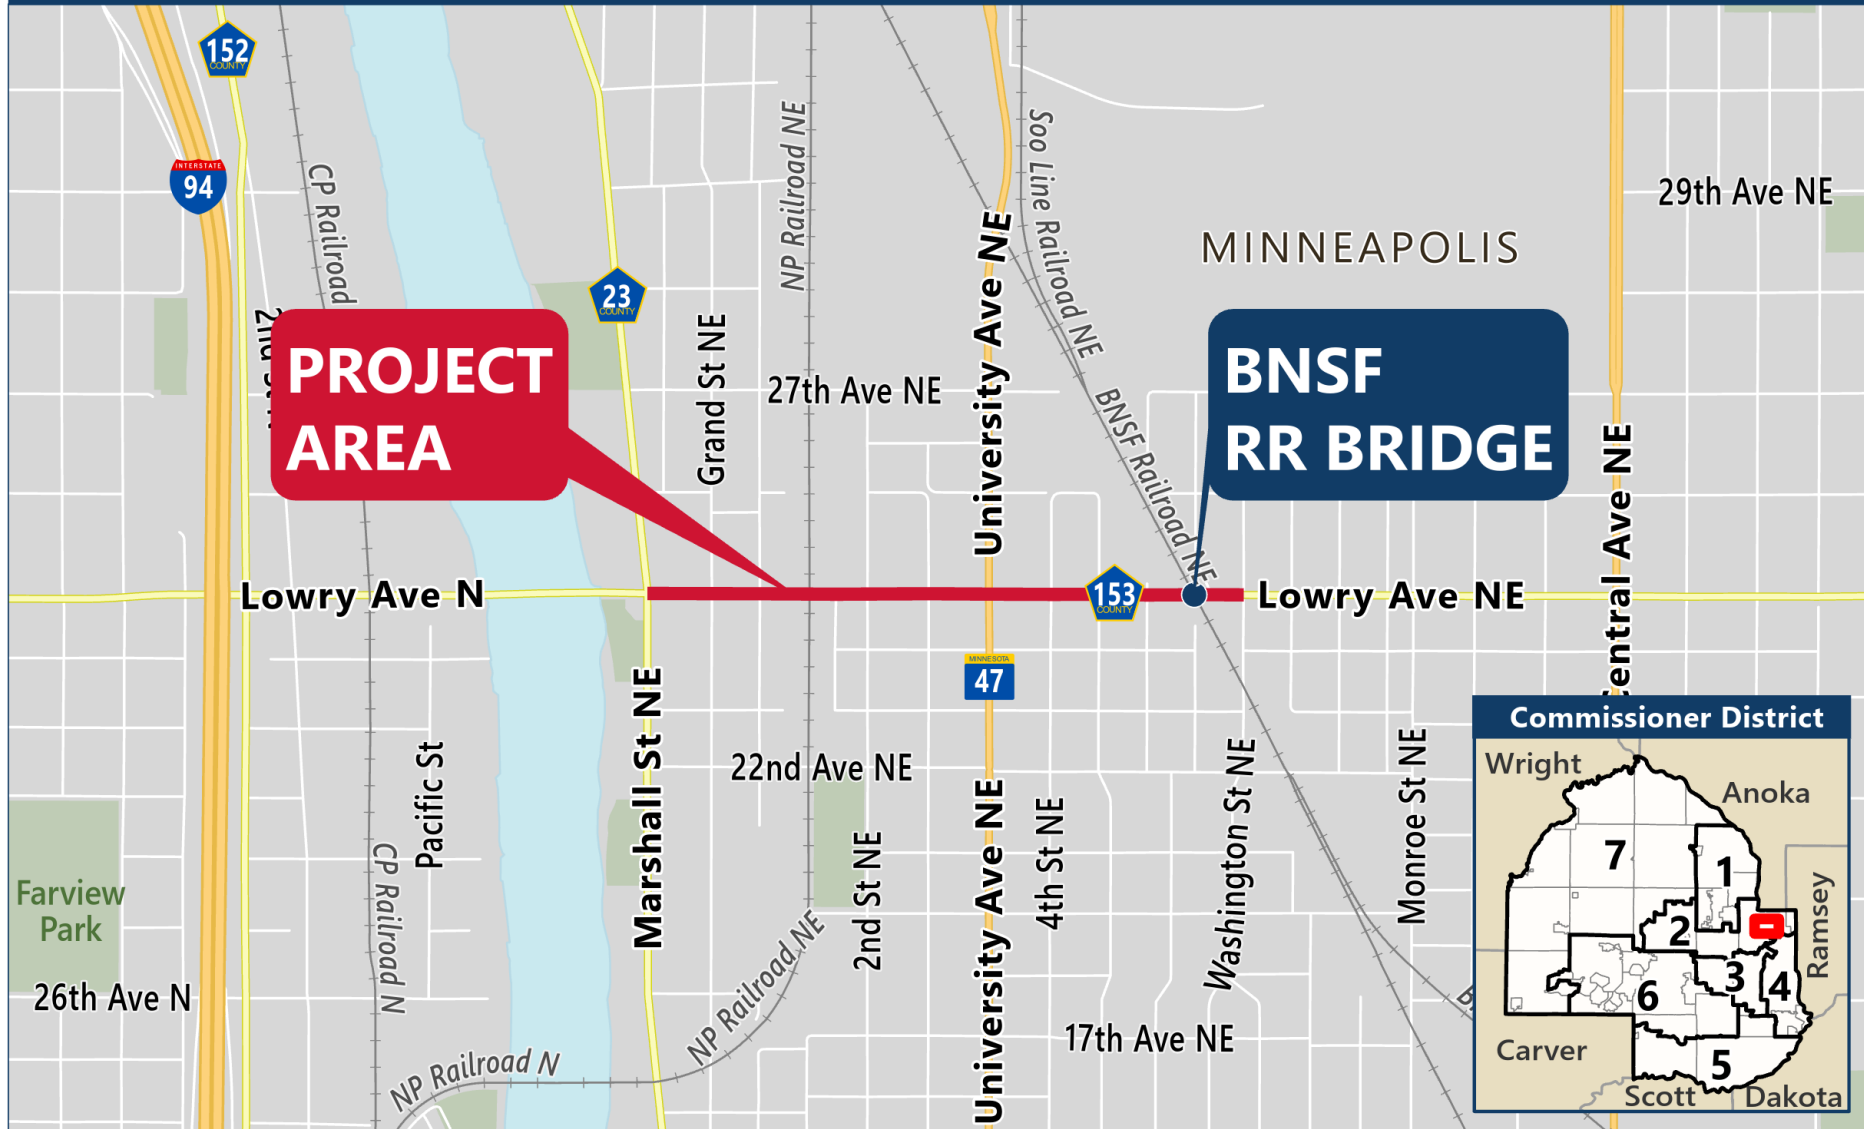 152
COUNTY
INTERSTATE
94
CP Railroad
23
COUNTY
NP Railroad NE
Soo Line Railroad NE
University Ave NE
MINNEAPOLIS
29th Ave NE
PROJECT
AREA
Grand St NE
27th Ave NE
BNSF Railroad NE
BNSF
RR BRIDGE
Central Ave NE
Lowry Ave N
153
COUNTY
Lowry Ave NE
MINNESOTA
47
Marshall St NE
Pacific St
22nd Ave NE
2nd St NE
University Ave NE
4th St NE
Washington St NE
Monroe St NE
CP Railroad N
Farview
Park
26th Ave N
NP Railroad N
NP Railroad NE
17th Ave NE
Commissioner District
Wright
Anoka
7
1
2
Ramsey
3
4
6
Carver
5
Scott
Dakota